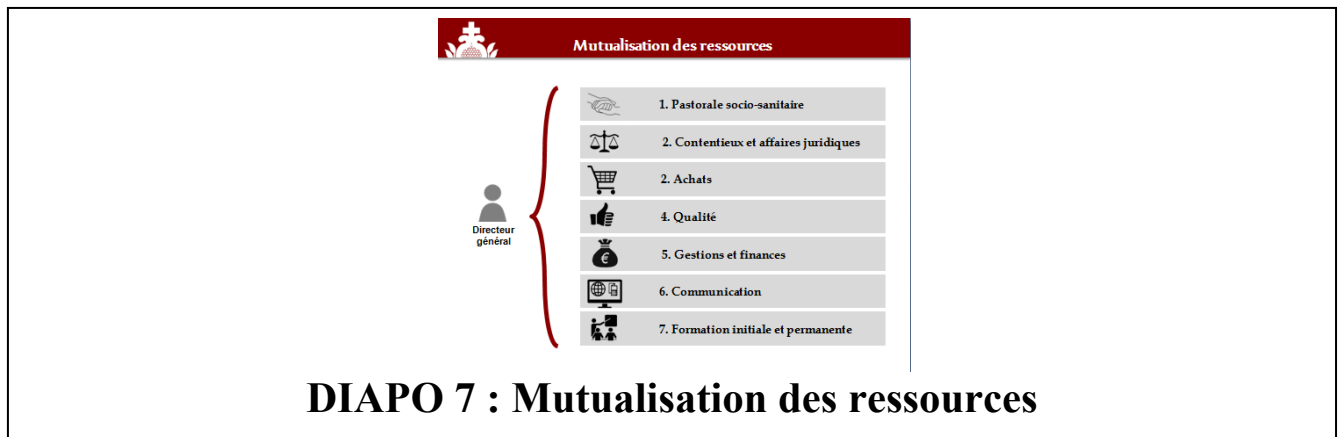 Mutualisation des ressources
1. Pastorale socio-sanitaire
2. Contentieux et affaires juridiques
2. Achats
4. Qualité
5. Gestions et finances
6. Communication
7. Formation initiale et permanente
Directeur
général
DIAPO 7 : Mutualisation des ressources